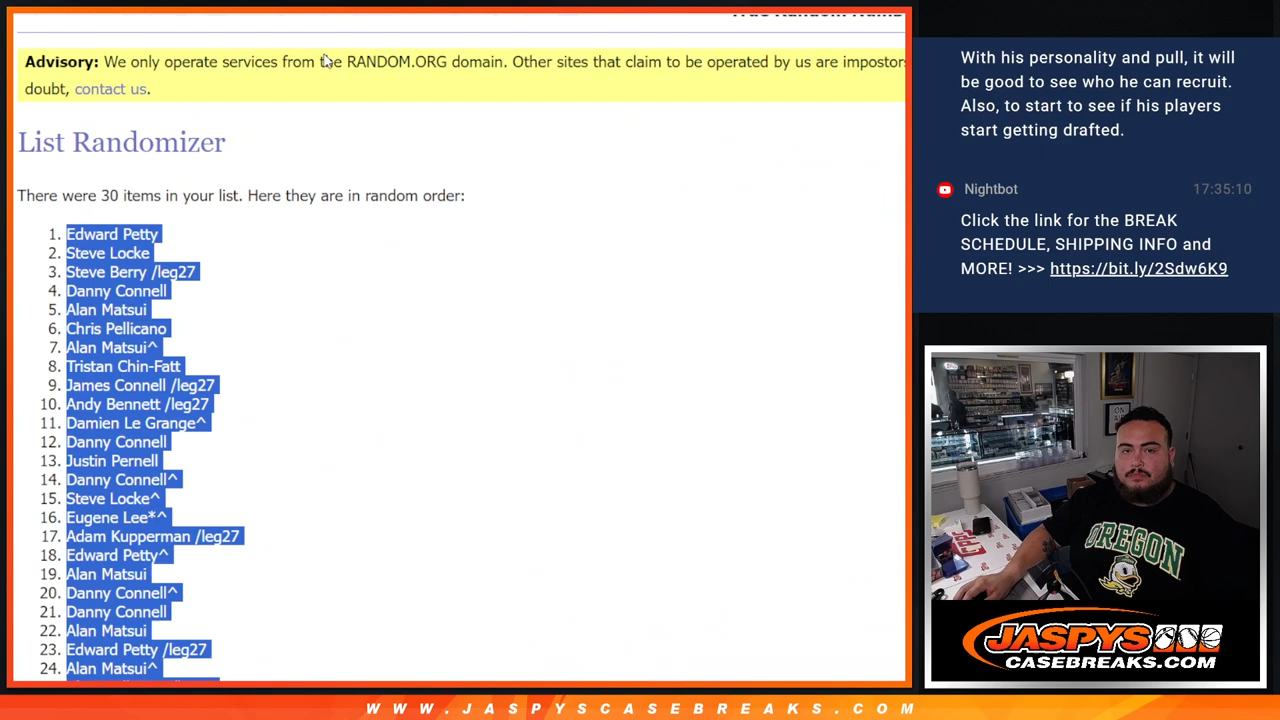 Advisory: We only operate services from the RANDOM.ORG domain. Other sites that claim to be operated by us are impostors
doubt, contact us.
List Randomizer
There were 30 items in your list. Here they are in random order:
1. Edward Petty
2. Steve Locke
3. Steve Berry /leg27
4. Danny Connell
5. Alan Matsui
6. Chris Pellicano
7. Alan Matsui^
8. Tristan Chin-Fatt
9. James Connell /leg27
10. Andy Bennett /leg27
11. Damien Le Grange^
12. Danny Connell
13. Justin Pernell
14. Danny Connell^
15. Steve Locke^
16. Eugene Lee*^
17. Adam Kupperman /leg27
18. Edward Petty^
19. Alan Matsui
20. Danny Connell^
21. Danny Connell
22. Alan Matsui
23. Edward Petty /leg27
24. Alan Matsui^
With his personality and pull, it will
be good to see who he can recruit.
Also, to start to see if his players
start getting drafted.
Nightbot 17:35:10
Click the link for the BREAK
SCHEDULE, SHIPPING INFO and
MORE! >>> https://bit.ly/2Sdw6K9
OREGON
JASPYS
CASEBREAKS.COM
WWW.JASPYSCASEBREAKS.COM